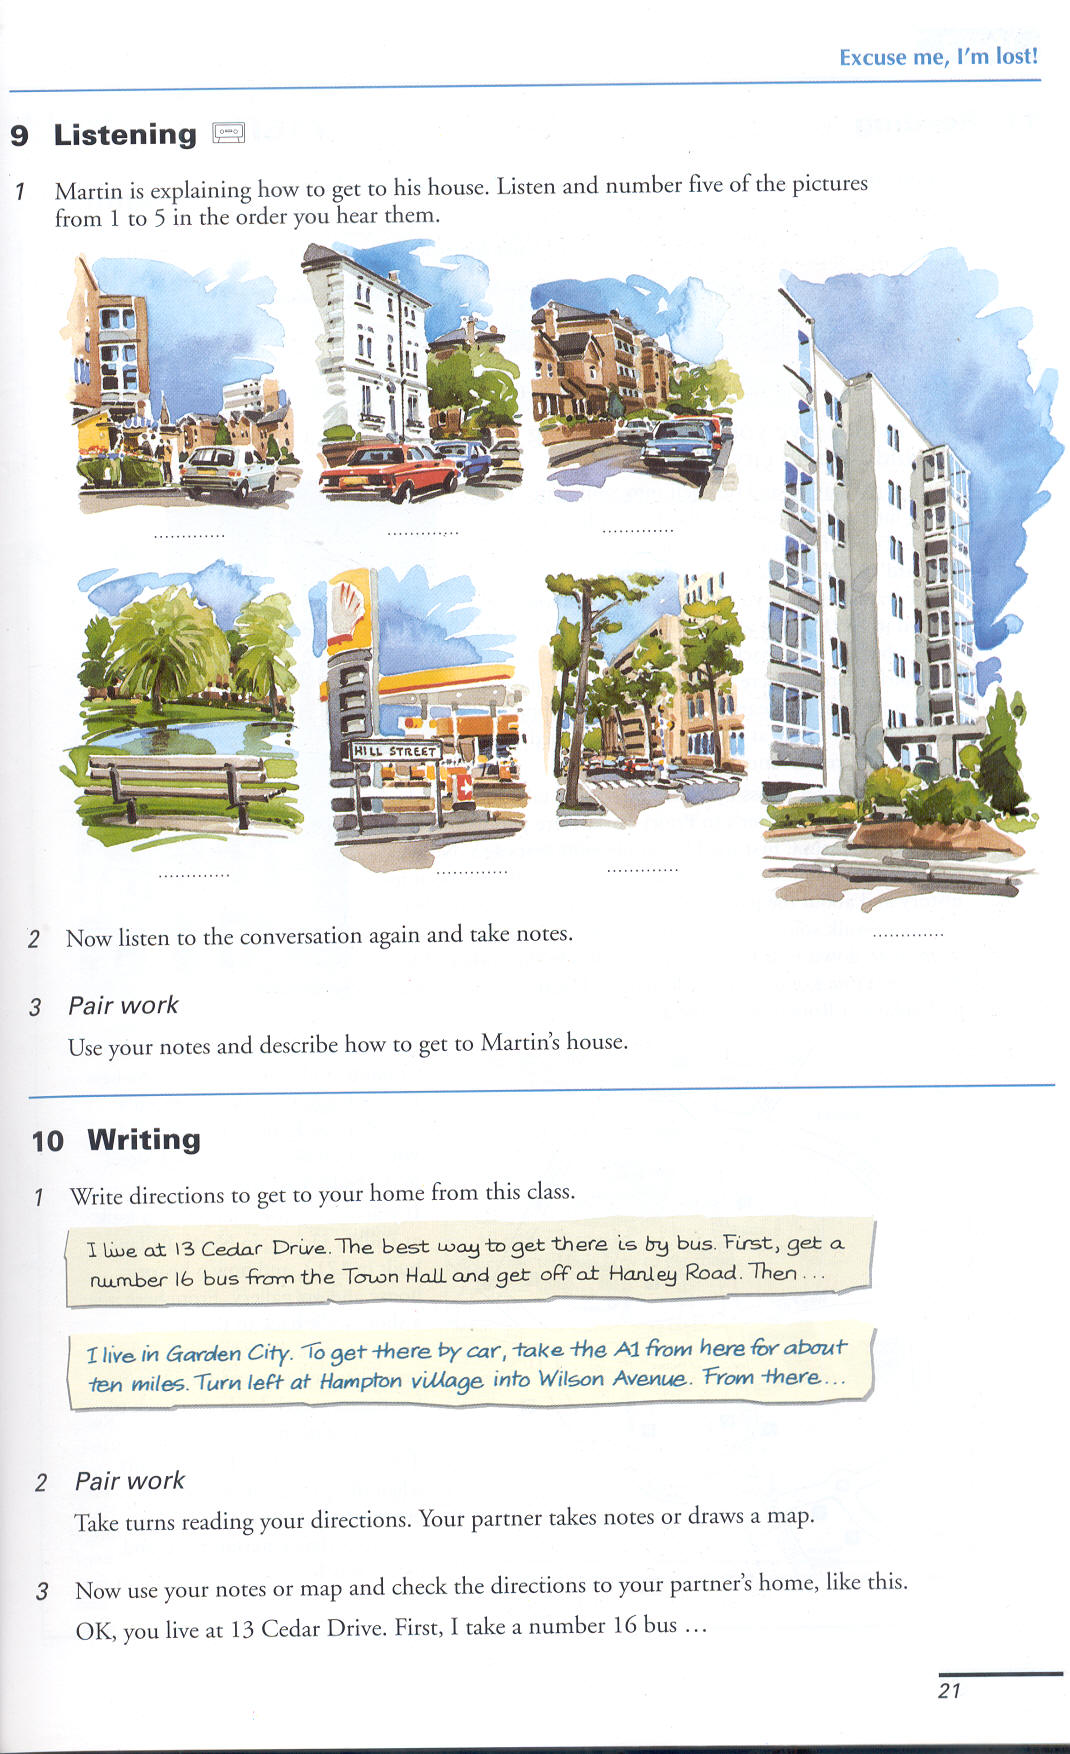 Excuse me, I'm lost!
9 Listening
1 Martin is explaining how to get to his house. Listen and number five of the pictures
from 1 to 5 in the order you hear them.
.............
.............
.............
HILL STREET
.............
.............
.............
.............
2 Now listen to the conversation again and take notes.
3 Pair work
Use your notes and describe how to get to Martin's house.
10 Writing
1 Write directions to get to your home from this class.
I live at 13 Cedar Drive. The best way to get there is by bus. First, get a
number 16 bus from the Town Hall and get off at Hanley Road. Then...
I live in Garden City. To get there by car, take the A1 from here for about
ten miles. Turn left at Hampton village into Wilson Avenue. From there...
2 Pair work
Take turns reading your directions. Your partner takes notes or draws a map.
3 Now use your notes or map and check the directions to your partner's home, like this.
OK, you live at 13 Cedar Drive. First, I take a number 16 bus ...
21